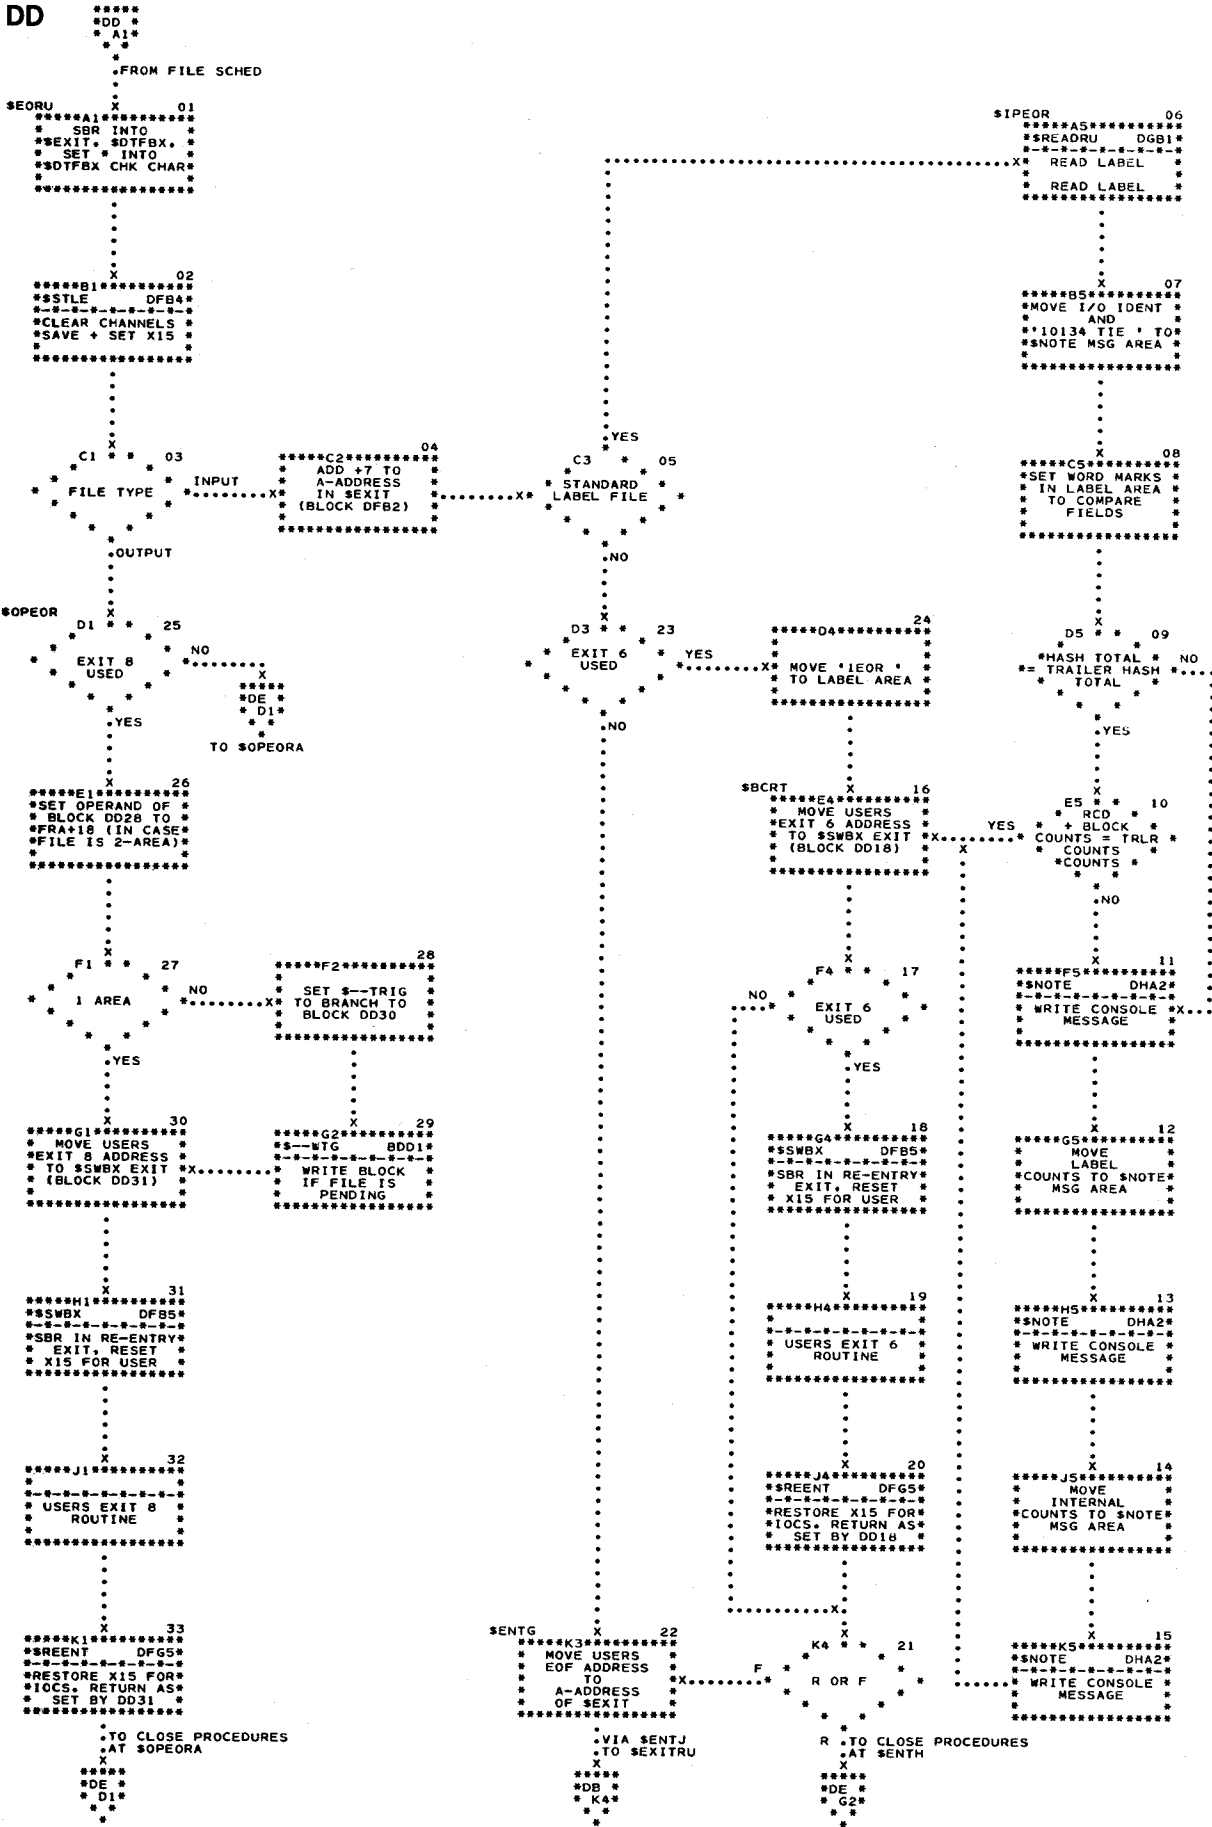 DD
DD
A1
FROM FILE SCHED
$EORU
01
A1
SBR INTO
$EXIT, $DTFBX,
SET * INTO
$DTFBX CHK CHAR
02
B1
$STLE DFB4
CLEAR CHANNELS
SAVE + SET X15
C1
03
FILE TYPE
INPUT
OUTPUT
04
C2
ADD +7 TO
A-ADDRESS
IN $EXIT
(BLOCK DFB2)
YES
C3
05
STANDARD
LABEL FILE
NO
$IPEOR
06
A5
$READRU DGB1
READ LABEL
READ LABEL
07
B5
MOVE I/O IDENT
AND
'10134 TIE ' TO
$NOTE MSG AREA
08
C5
SET WORD MARKS
IN LABEL AREA
TO COMPARE
FIELDS
$OPEOR
D1
25
EXIT 8
USED
NO
YES
DE
D1
TO $OPEORA
D3
23
EXIT 6
USED
YES
NO
24
D4
MOVE '1EOR '
TO LABEL AREA
D5
09
HASH TOTAL
= TRAILER HASH
TOTAL
NO
YES
26
E1
SET OPERAND OF
BLOCK DD28 TO
FRA+18 (IN CASE
FILE IS 2-AREA)
$BCRT
16
E4
MOVE USERS
EXIT 6 ADDRESS
TO $SWBX EXIT
(BLOCK DD18)
YES
E5
10
RCD
+ BLOCK
COUNTS = TRLR
COUNTS
COUNTS
NO
F1
27
1 AREA
NO
YES
28
F2
SET $--TRIG
TO BRANCH TO
BLOCK DD30
F4
17
EXIT 6
USED
NO
YES
11
F5
$NOTE DHA2
WRITE CONSOLE
MESSAGE
30
G1
MOVE USERS
EXIT 8 ADDRESS
TO $SWBX EXIT
(BLOCK DD31)
29
G2
$--WTG BDD1
WRITE BLOCK
IF FILE IS
PENDING
18
G4
$SWBX DFB5
SBR IN RE-ENTRY
EXIT, RESET
X15 FOR USER
12
G5
MOVE
LABEL
COUNTS TO $NOTE
MSG AREA
31
H1
$SWBX DFB5
SBR IN RE-ENTRY
EXIT, RESET
X15 FOR USER
19
H4
USERS EXIT 6
ROUTINE
13
H5
$NOTE DHA2
WRITE CONSOLE
MESSAGE
32
J1
USERS EXIT 8
ROUTINE
20
J4
$REENT DFG5
RESTORE X15 FOR
IOCS. RETURN AS
SET BY DD18
14
J5
MOVE
INTERNAL
COUNTS TO $NOTE
MSG AREA
33
K1
$REENT DFG5
RESTORE X15 FOR
IOCS. RETURN AS
SET BY DD31
TO CLOSE PROCEDURES
AT $OPEORA
DE
D1
$ENTG
22
K3
MOVE USERS
EOF ADDRESS
TO
A-ADDRESS
OF $EXIT
VIA $ENTJ
TO $EXITRU
DB
K4
K4
21
R OR F
F
R
TO CLOSE PROCEDURES
AT $ENTH
DE
G2
15
K5
$NOTE DHA2
WRITE CONSOLE
MESSAGE